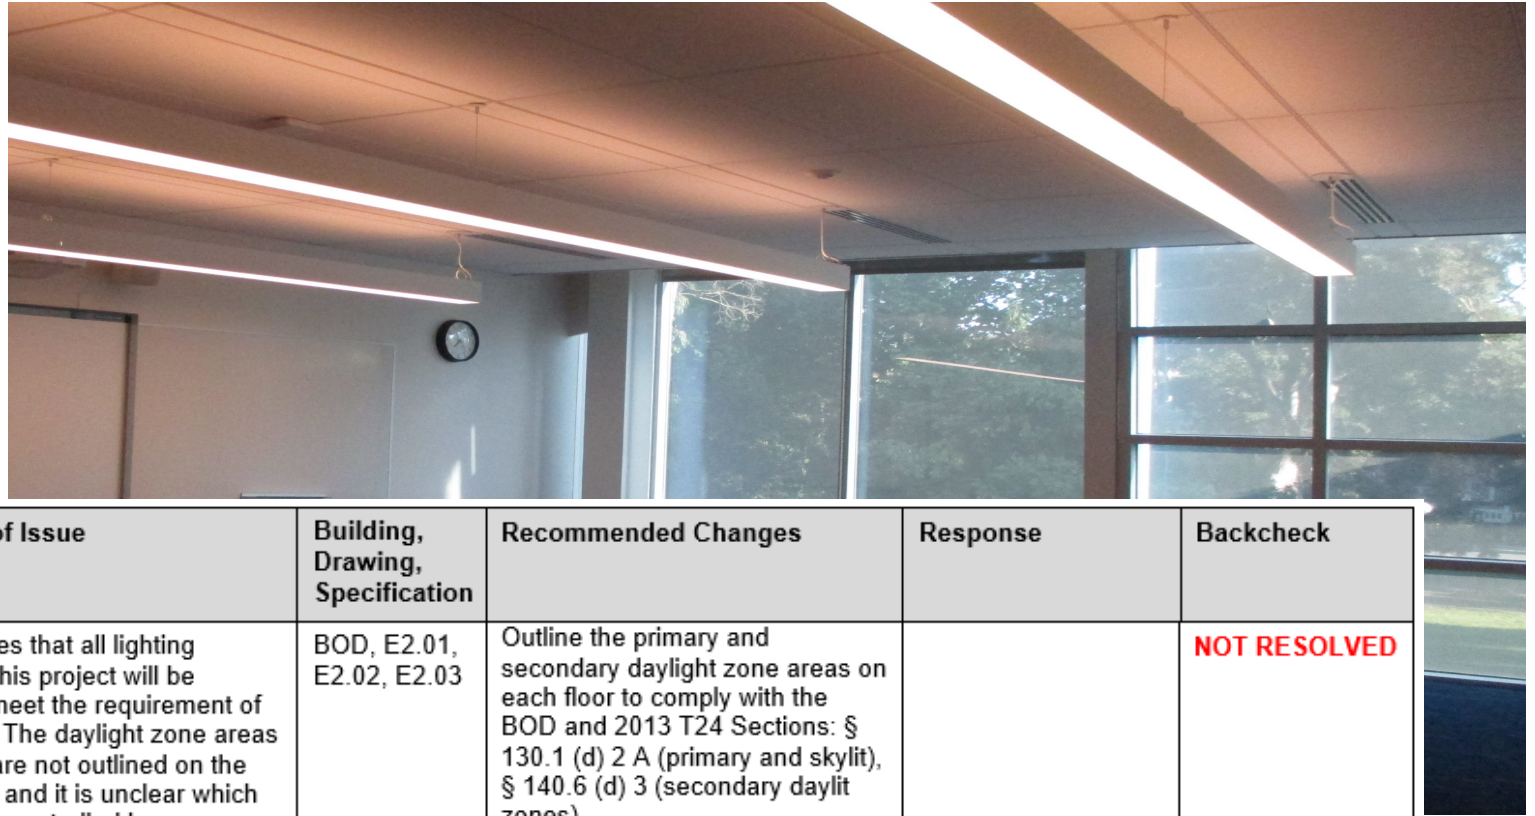 of Issue
Building,
Drawing,
Specification
Recommended Changes
Response
Backcheck
es that all lighting
his project will be
neet the requirement of
The daylight zone areas
are not outlined on the
and it is unclear which
BOD, E2.01,
E2.02, E2.03
Outline the primary and
secondary daylight zone areas on
each floor to comply with the
BOD and 2013 T24 Sections: §
130.1 (d) 2 A (primary and skylit),
§ 140.6 (d) 3 (secondary daylit
zones)
NOT RESOLVED